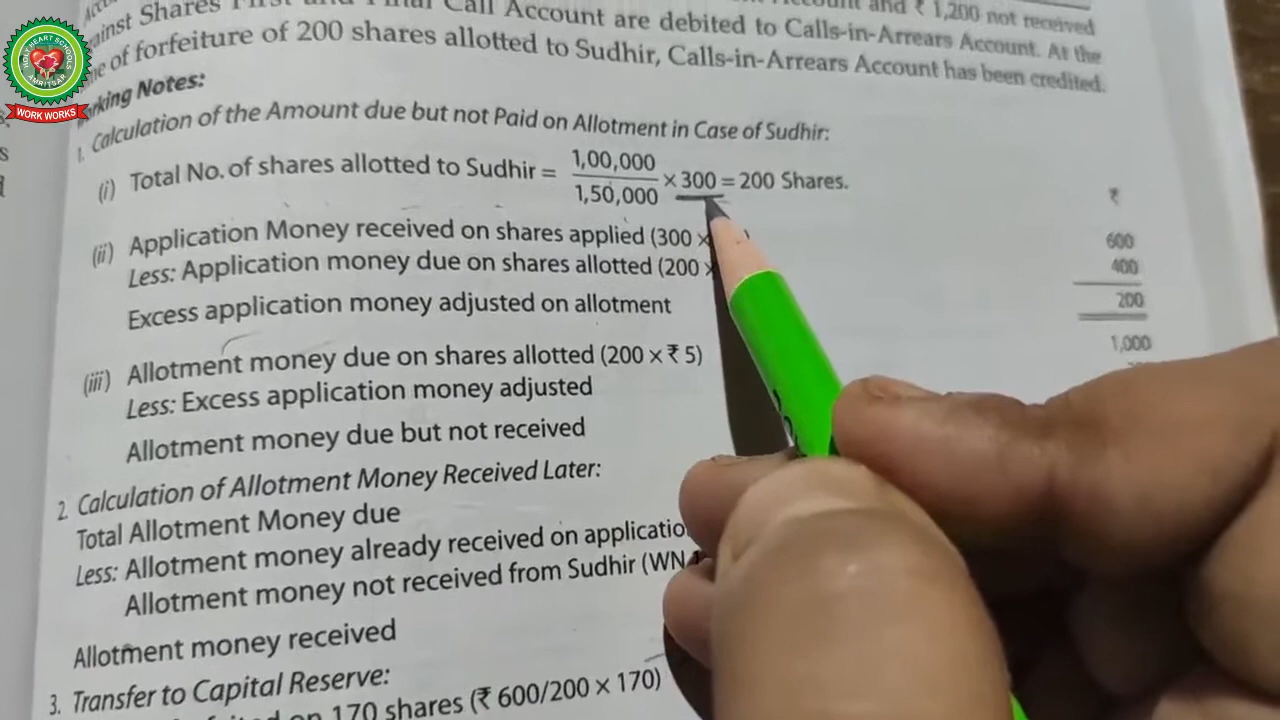 HOLY HEART SCHOOLS
AMRITSAR
WORK WORKS
and ₹ 1,200 not received
Shares First and Final Call Account are debited to Calls-in-Arrears Account. At the
of forfeiture of 200 shares allotted to Sudhir, Calls-in-Arrears Account has been credited.
Notes:
1. Calculation of the Amount due but not Paid on Allotment in Case of Sudhir:
(i) Total No. of shares allotted to Sudhir = 1,00,000 / 1,50,000 × 300 = 200 Shares.
₹
(ii) Application Money received on shares applied (300 × 600
Less: Application money due on shares allotted (200 × 400
Excess application money adjusted on allotment 200
(iii) Allotment money due on shares allotted (200 × ₹ 5) 1,000
Less: Excess application money adjusted
Allotment money due but not received
2. Calculation of Allotment Money Received Later:
Total Allotment Money due
Less: Allotment money already received on
Allotment money not received from Sudhir (WN
Allotment money received
3. Transfer to Capital Reserve:
on 170 shares (₹ 600/200 × 170)